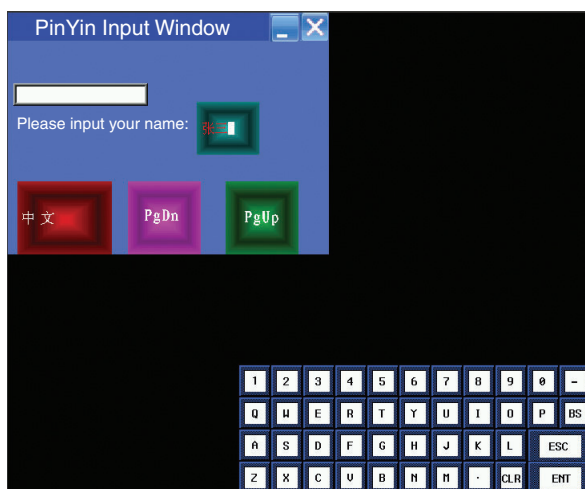 PinYin Input Window
Please input your name: 张
中文 PgDn PgUp
1 2 3 4 5 6 7 8 9 0 -
Q W E R T Y U I O P BS
A S D F G H J K L ESC
Z X C V B N M . CLR ENT